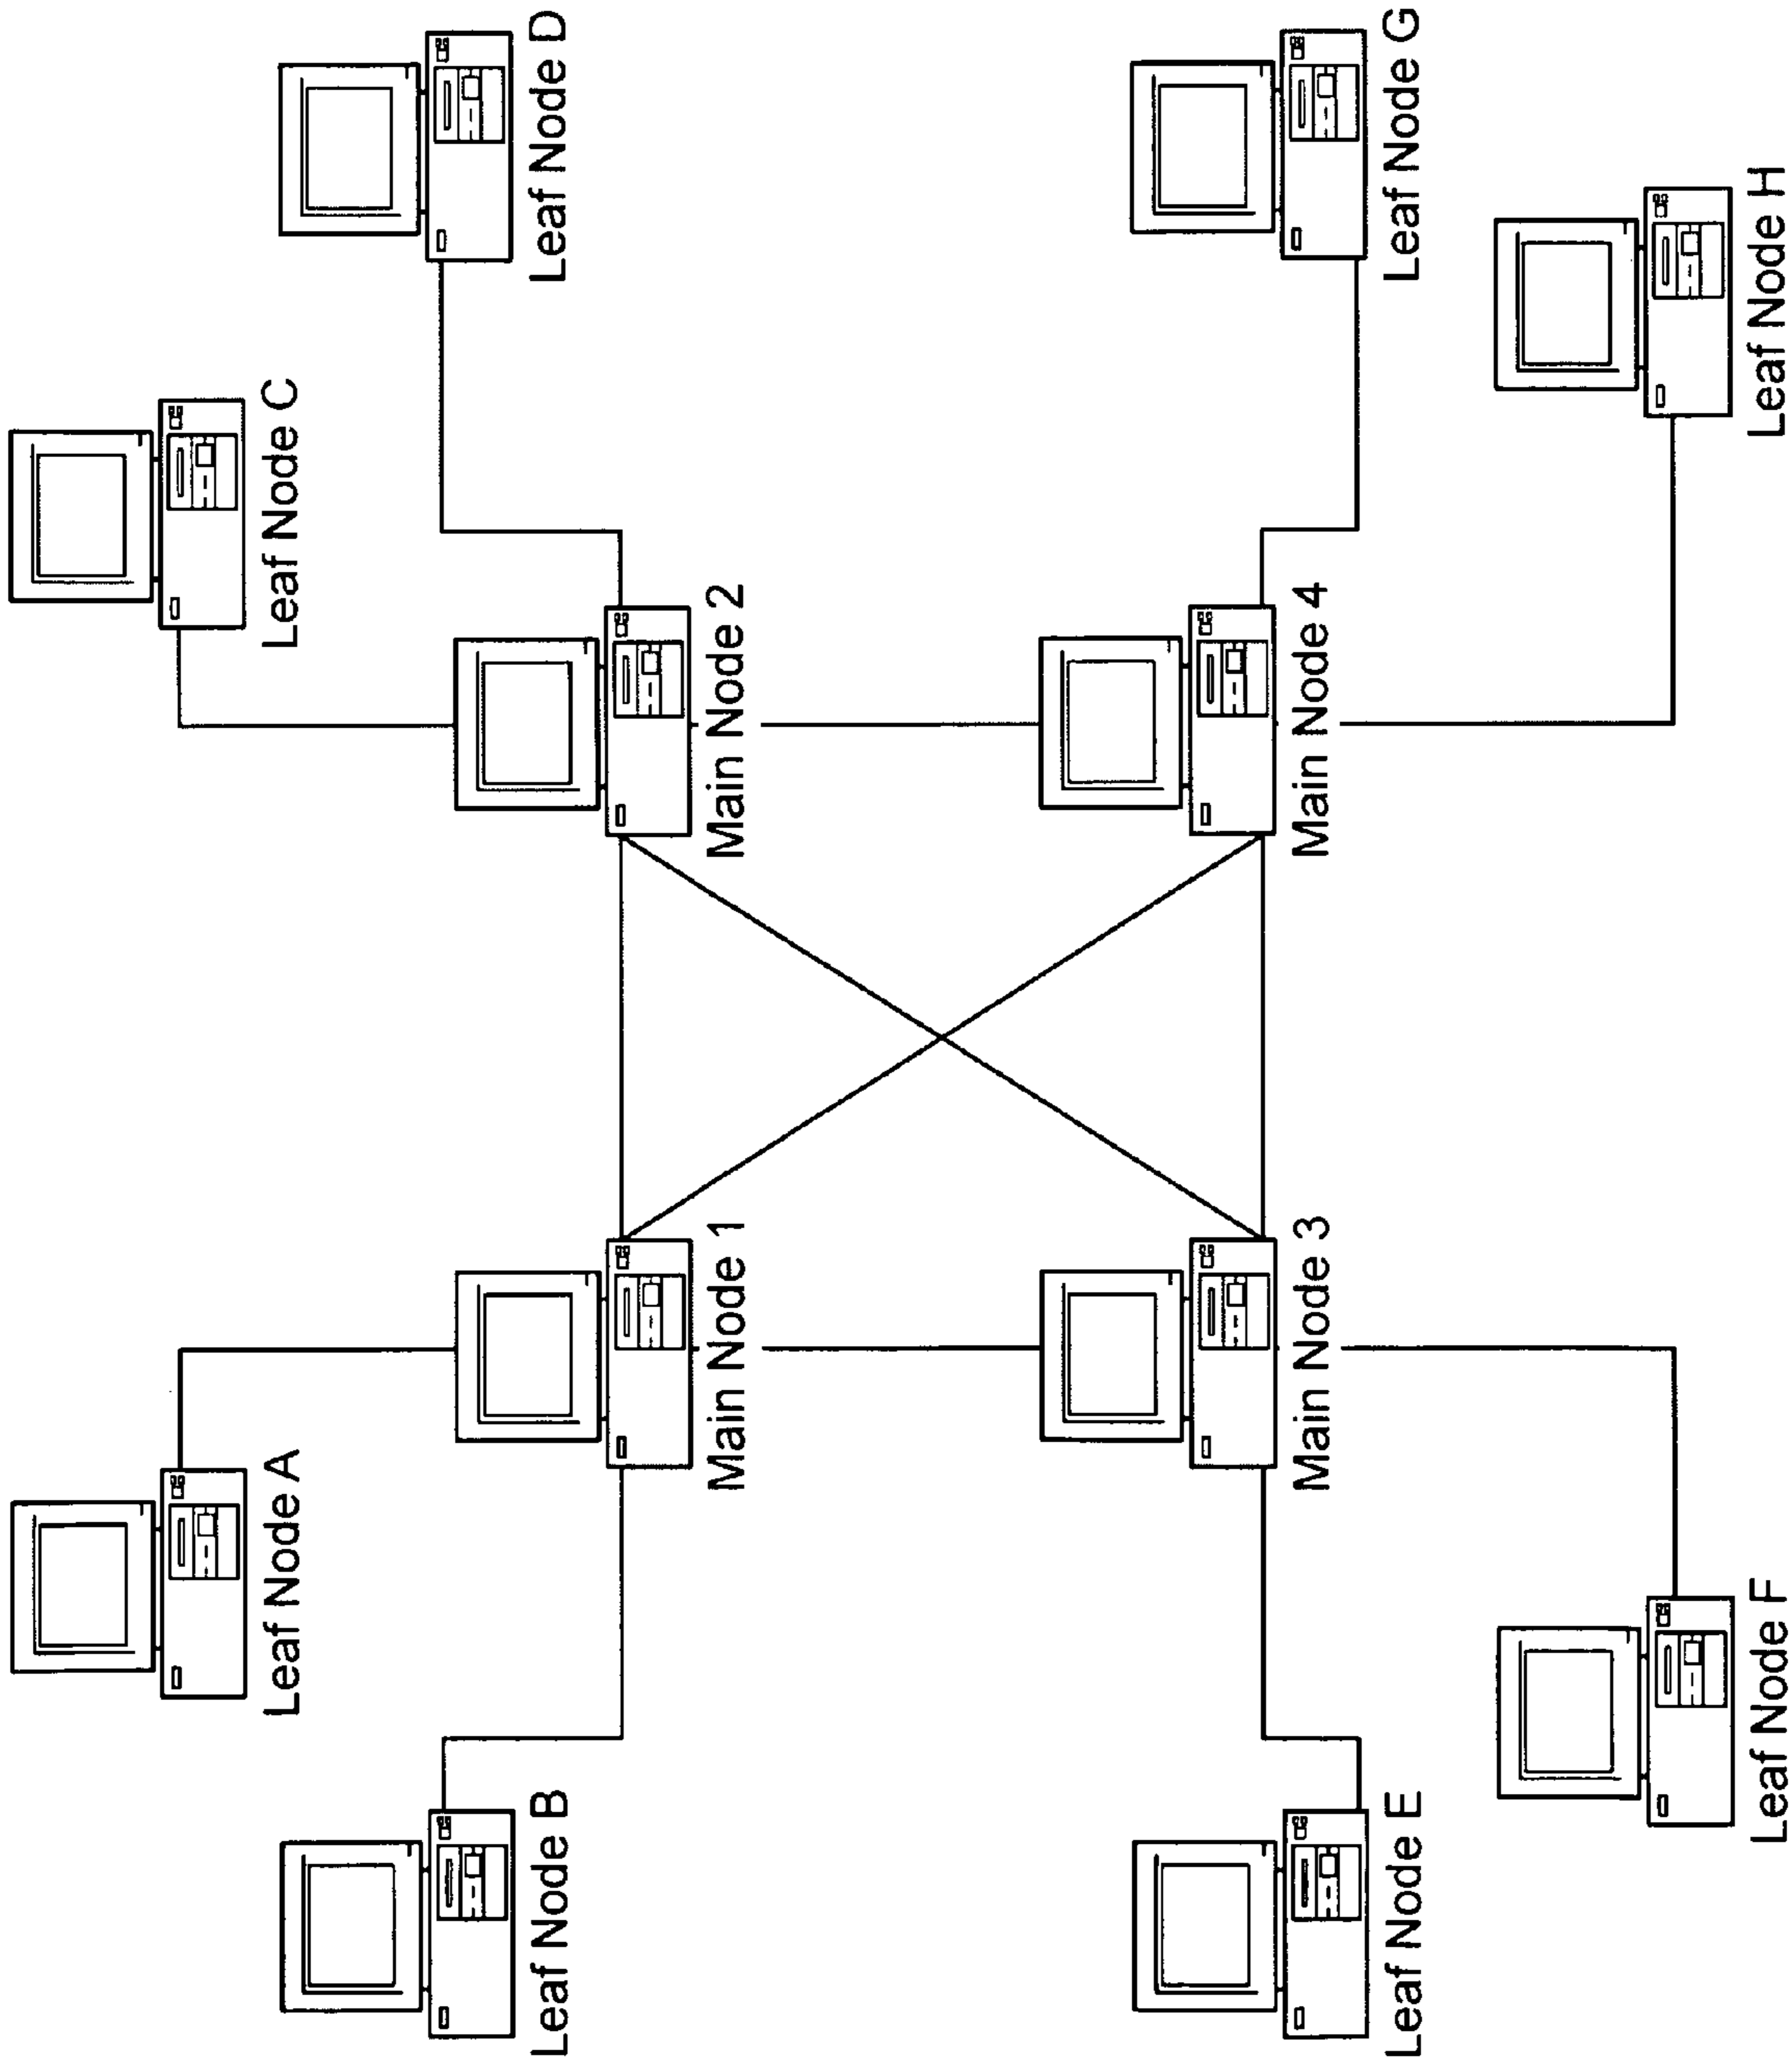 Leaf Node A
Leaf Node C
Leaf Node B
Leaf Node D
Main Node 1
Main Node 2
Main Node 3
Main Node 4
Leaf Node E
Leaf Node G
Leaf Node F
Leaf Node H